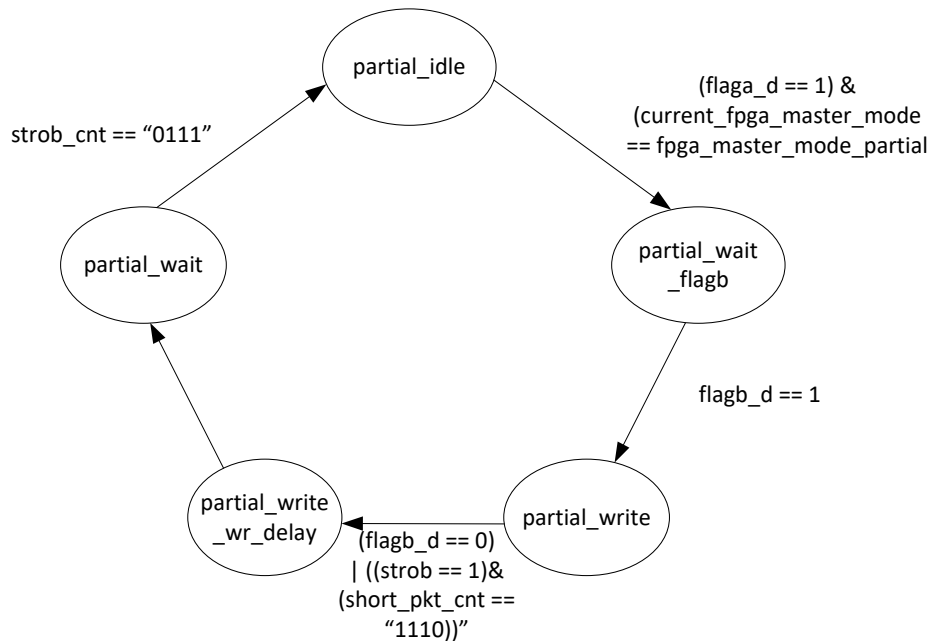 partial_idle
(flaga_d == 1) &
(current_fpga_master_mode
== fpga_master_mode_partial
strob_cnt == “0111”
partial_wait
partial_wait
_flagb
flagb_d == 1
partial_write
_wr_delay
partial_write
(flagb_d == 0)
| ((strob == 1)&
(short_pkt_cnt ==
“1110))”